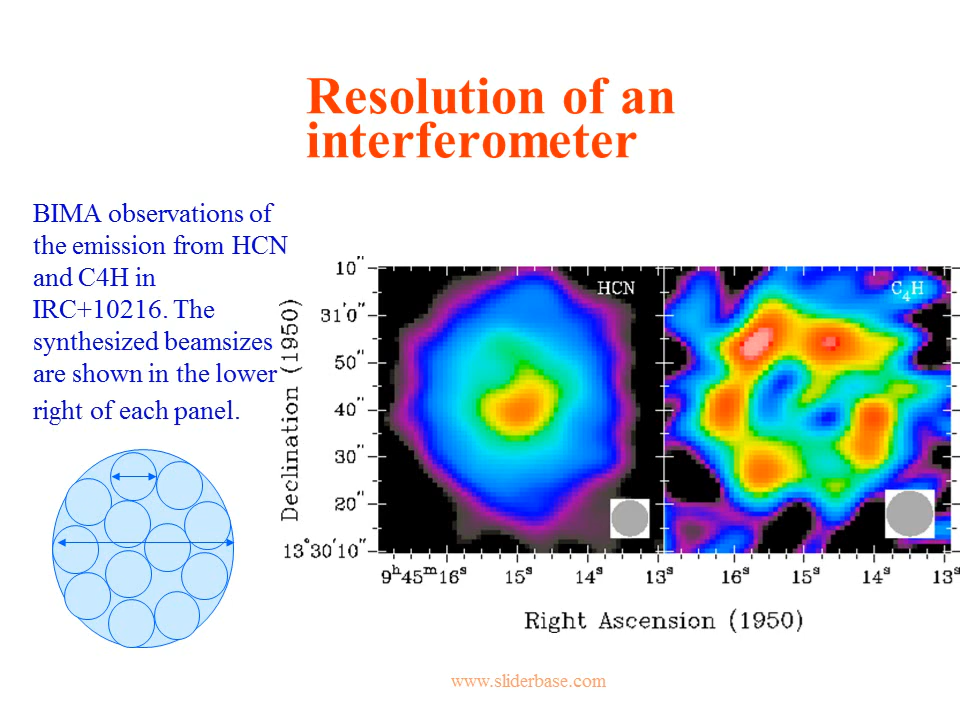 Resolution of an
interferometer
BIMA observations of
the emission from HCN
and C4H in
IRC+10216. The
synthesized beamsizes
are shown in the lower
right of each panel.
Declination (1950)
10"
31'0"
50"
40"
30"
20"
13°30'10"
HCN
C₄H
9ʰ45ᵐ16ˢ 15ˢ 14ˢ 13ˢ 16ˢ 15ˢ 14ˢ 13ˢ
Right Ascension (1950)
www.sliderbase.com